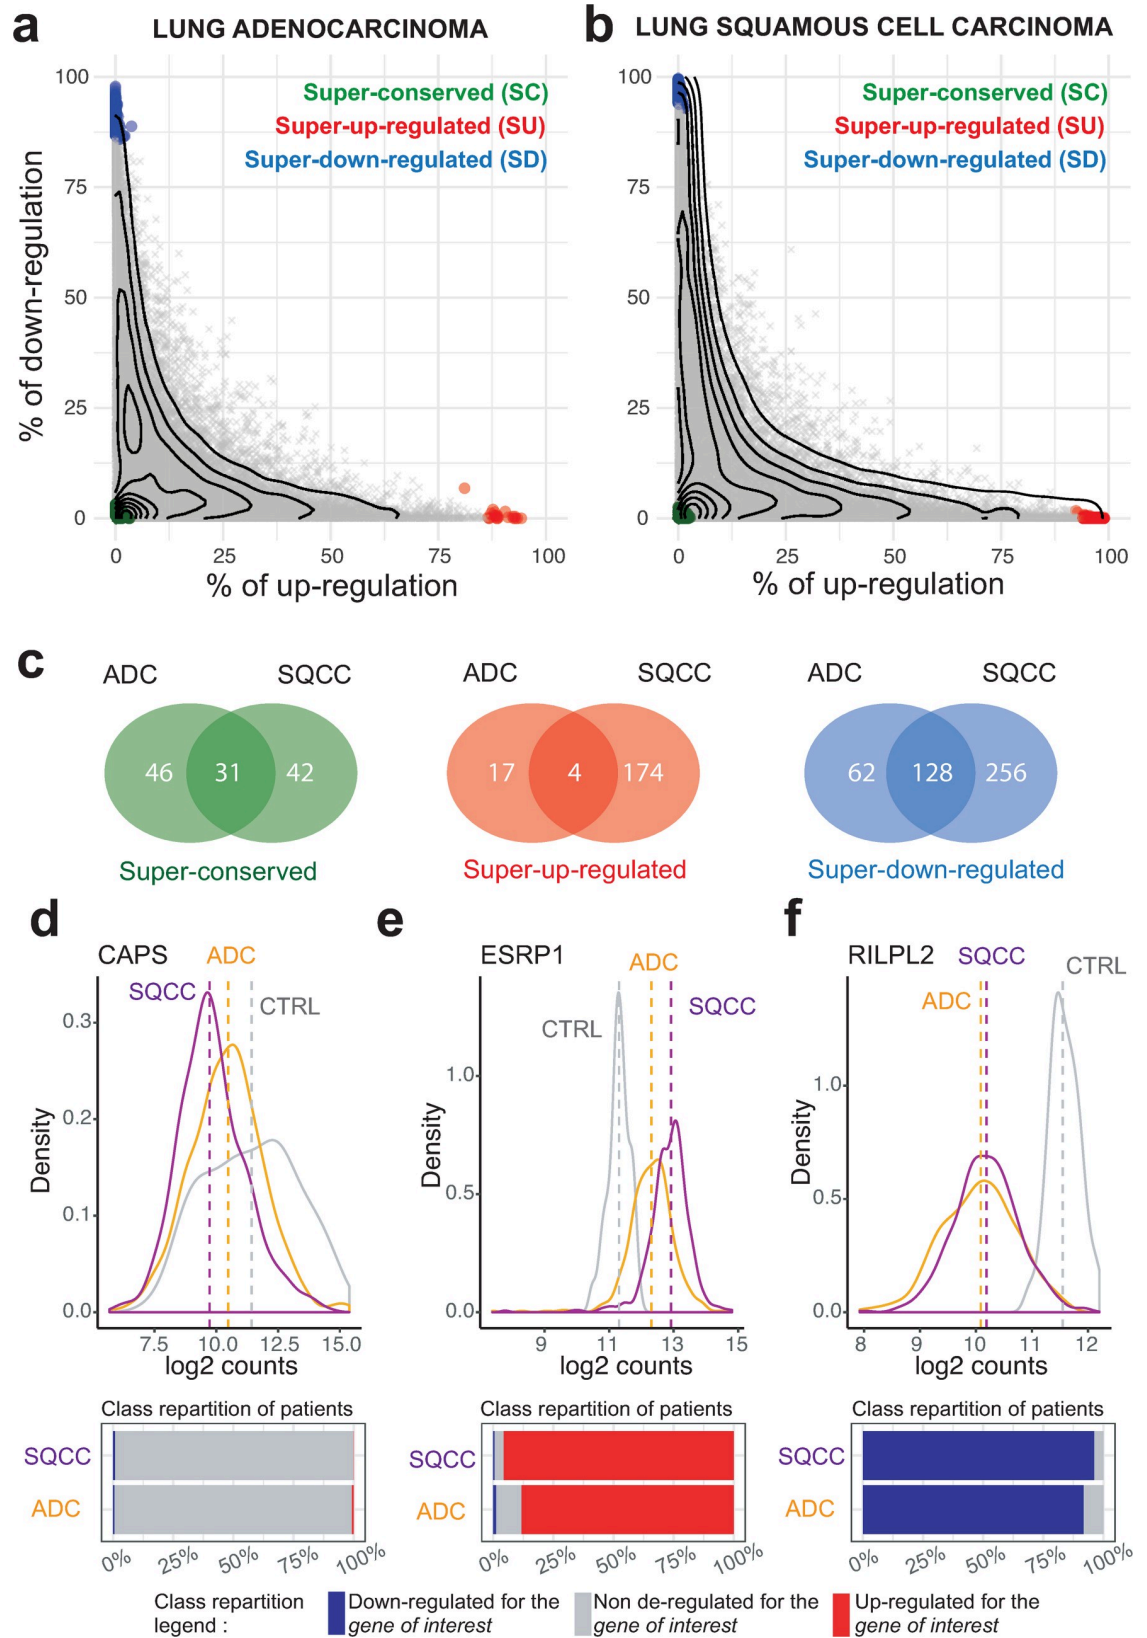 a
LUNG ADENOCARCINOMA
b
LUNG SQUAMOUS CELL CARCINOMA
100
75
50
25
0
% of down-regulation
Super-conserved (SC)
Super-up-regulated (SU)
Super-down-regulated (SD)
0 25 50 75 100
% of up-regulation
100
75
50
25
0
Super-conserved (SC)
Super-up-regulated (SU)
Super-down-regulated (SD)
0 25 50 75 100
% of up-regulation
c
ADC SQCC
46 31 42
Super-conserved
ADC SQCC
17 4 174
Super-up-regulated
ADC SQCC
62 128 256
Super-down-regulated
d
CAPS
ADC
SQCC
CTRL
0.3
0.2
0.1
0.0
Density
7.5 10.0 12.5 15.0
log2 counts
e
ESRP1
ADC
SQCC
CTRL
1.0
0.5
0.0
Density
9 11 13 15
log2 counts
f
RILPL2
SQCC
CTRL
ADC
1.0
0.5
0.0
Density
8 9 10 11 12
log2 counts
Class repartition of patients
SQCC
ADC
0% 25% 50% 75% 100%
Class repartition of patients
SQCC
ADC
0% 25% 50% 75% 100%
Class repartition of patients
SQCC
ADC
0% 25% 50% 75% 100%
Class repartition
legend :
Down-regulated for the
gene of interest
Non de-regulated for the
gene of interest
Up-regulated for the
gene of interest